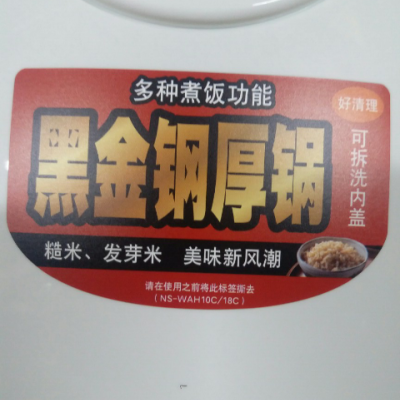 多种煮饭功能
好清理
黑金钢厚锅
可拆洗内盖
糙米、发芽米 美味新风潮
请在使用之前将此标签撕去
(NS-WAH10C/18C)